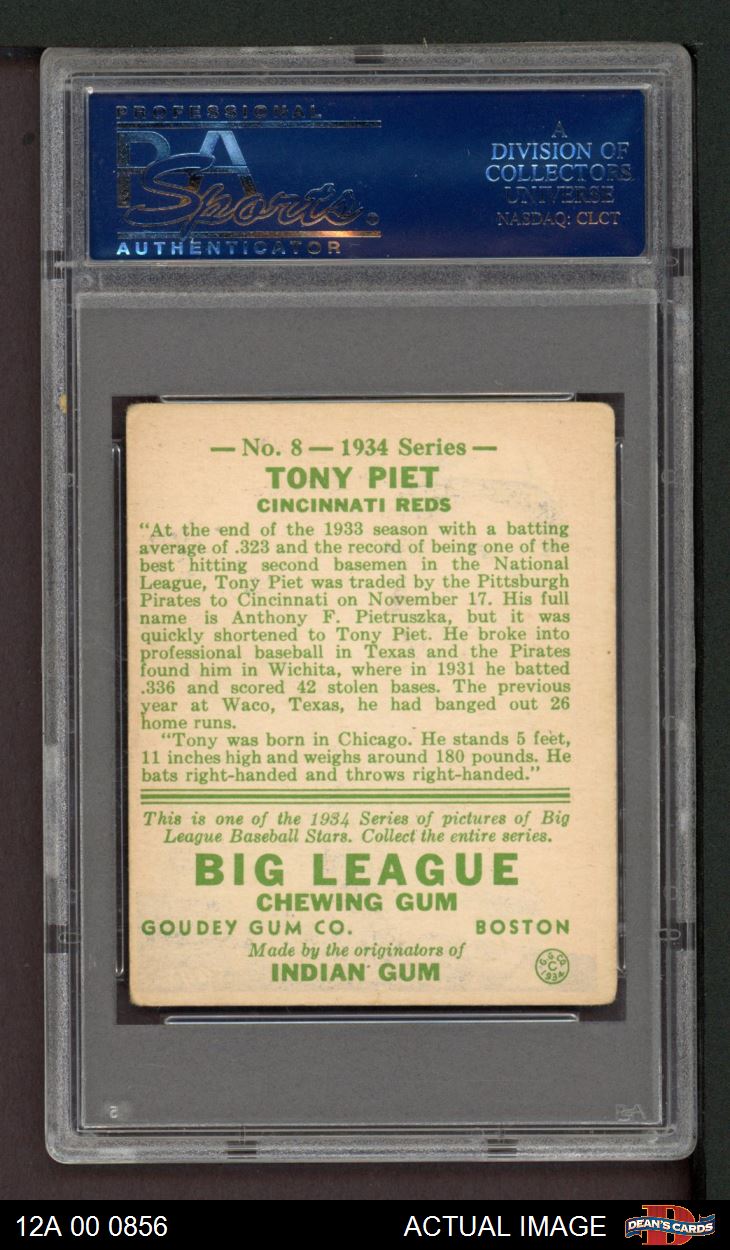 PROFESSIONAL
PSA
Sports
AUTHENTICATOR
A
DIVISION OF
COLLECTORS
UNIVERSE
NASDAQ: CLCT
— No. 8 — 1934 Series —
TONY PIET
CINCINNATI REDS
"At the end of the 1933 season with a batting
average of .323 and the record of being one of the
best hitting second basemen in the National
League, Tony Piet was traded by the Pittsburgh
Pirates to Cincinnati on November 17. His full
name is Anthony F. Pietruszka, but it was
quickly shortened to Tony Piet. He broke into
professional baseball in Texas and the Pirates
found him in Wichita, where in 1931 he batted
.336 and scored 42 stolen bases. The previous
year at Waco, Texas, he had banged out 26
home runs.
"Tony was born in Chicago. He stands 5 feet,
11 inches high and weighs around 180 pounds. He
bats right-handed and throws right-handed."
This is one of the 1934 Series of pictures of Big
League Baseball Stars. Collect the entire series.
BIG LEAGUE
CHEWING GUM
GOUDEY GUM CO. BOSTON
Made by the originators of
INDIAN GUM
G.G.CO.
C
1934
5
PSA
12A 00 0856
ACTUAL IMAGE
DEAN'S CARDS